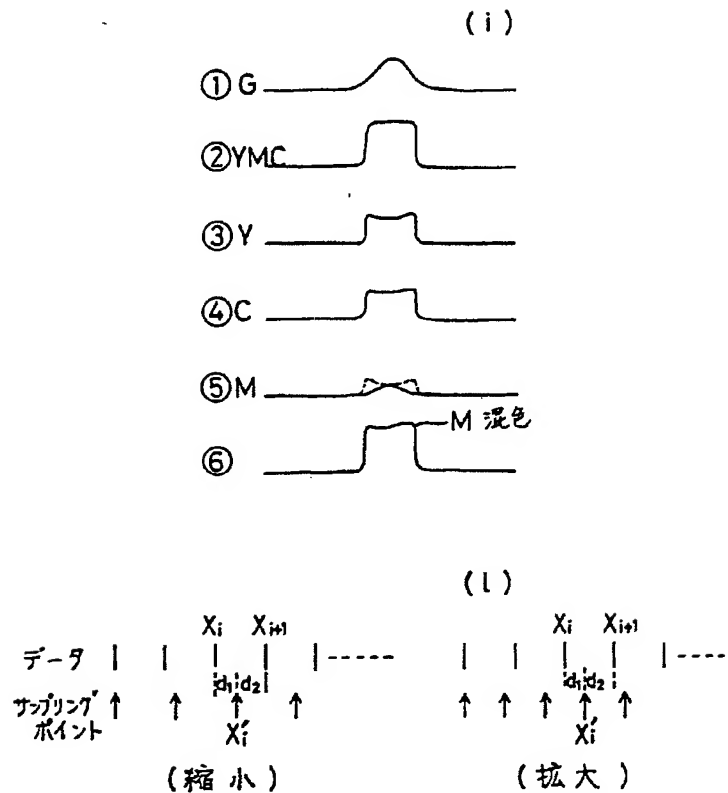 (i)
①G
②YMC
③Y
④C
⑤M
M 混色
⑥
(l)
Xi Xi+1 Xi Xi+1
データ
d1 d2 d1 d2
サンプリング
ポイント
Xi' Xi'
(縮小) (拡大)